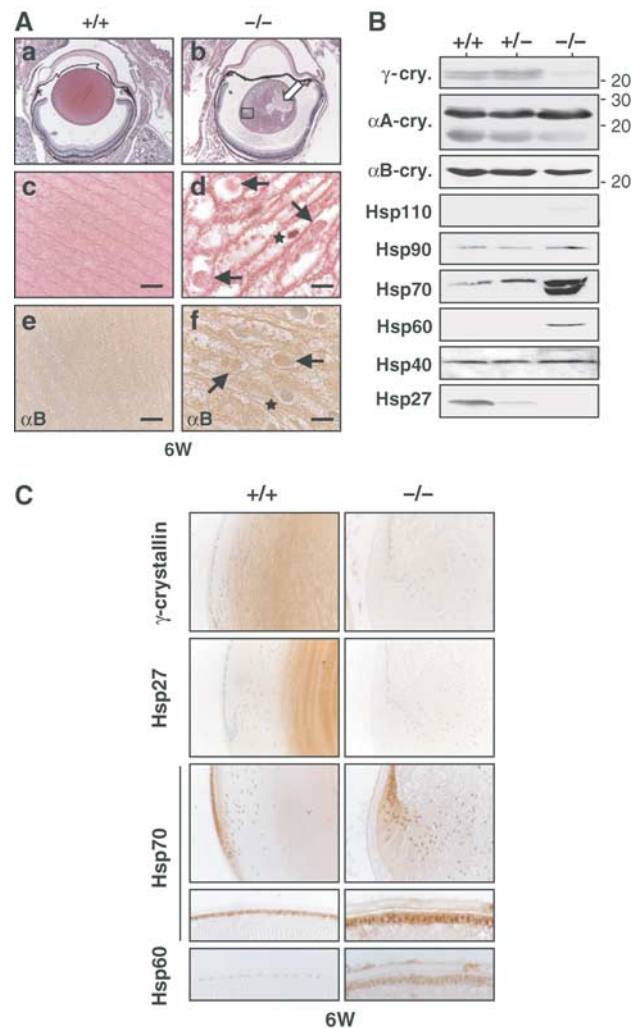 A
+/+ –/–
a b
c d
e f
αB αB
6W
B
+/+ +/– –/–
γ-cry. - 20
- 30
αA-cry. - 20
αB-cry. - 20
Hsp110
Hsp90
Hsp70
Hsp60
Hsp40
Hsp27
C
+/+ –/–
γ-crystallin
Hsp27
Hsp70
Hsp60
6W